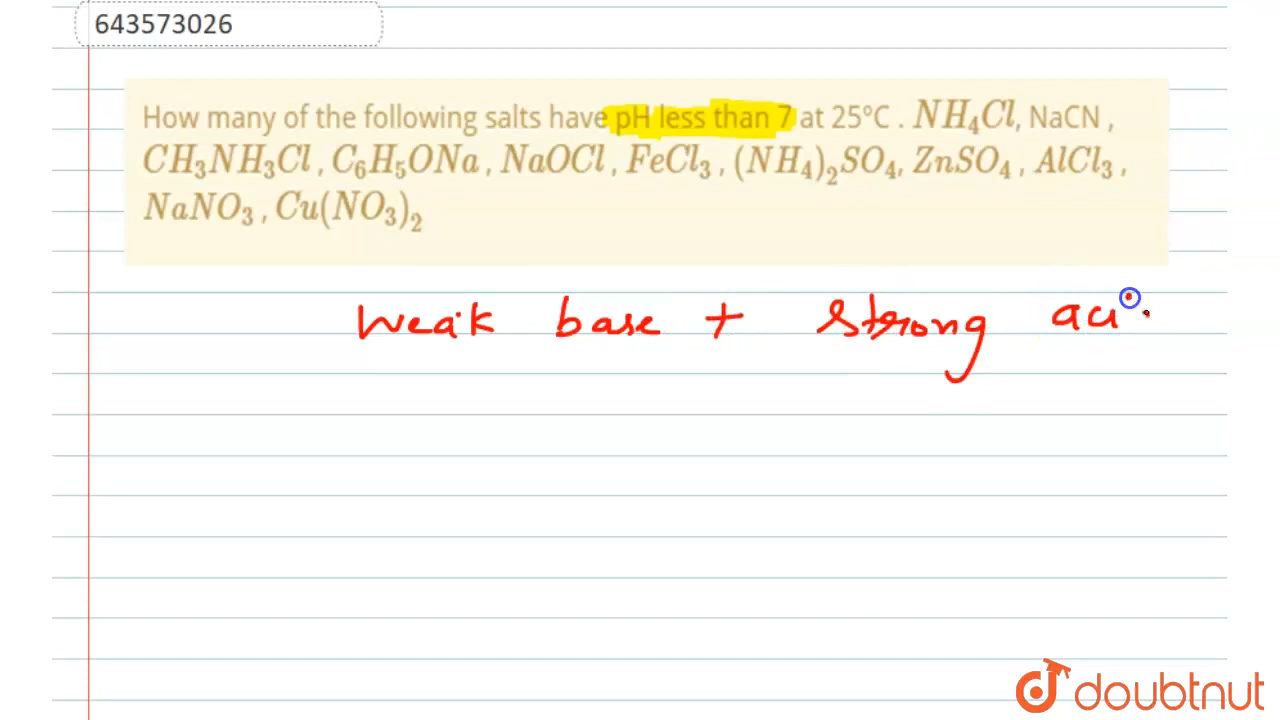 643573026
How many of the following salts have pH less than 7 at 25°C . NH₄Cl, NaCN ,
CH₃NH₃Cl , C₆H₅ONa , NaOCl , FeCl₃ , (NH₄)₂SO₄, ZnSO₄ , AlCl₃ ,
NaNO₃ , Cu(NO₃)₂
Weak base + strong aci
doubtnut